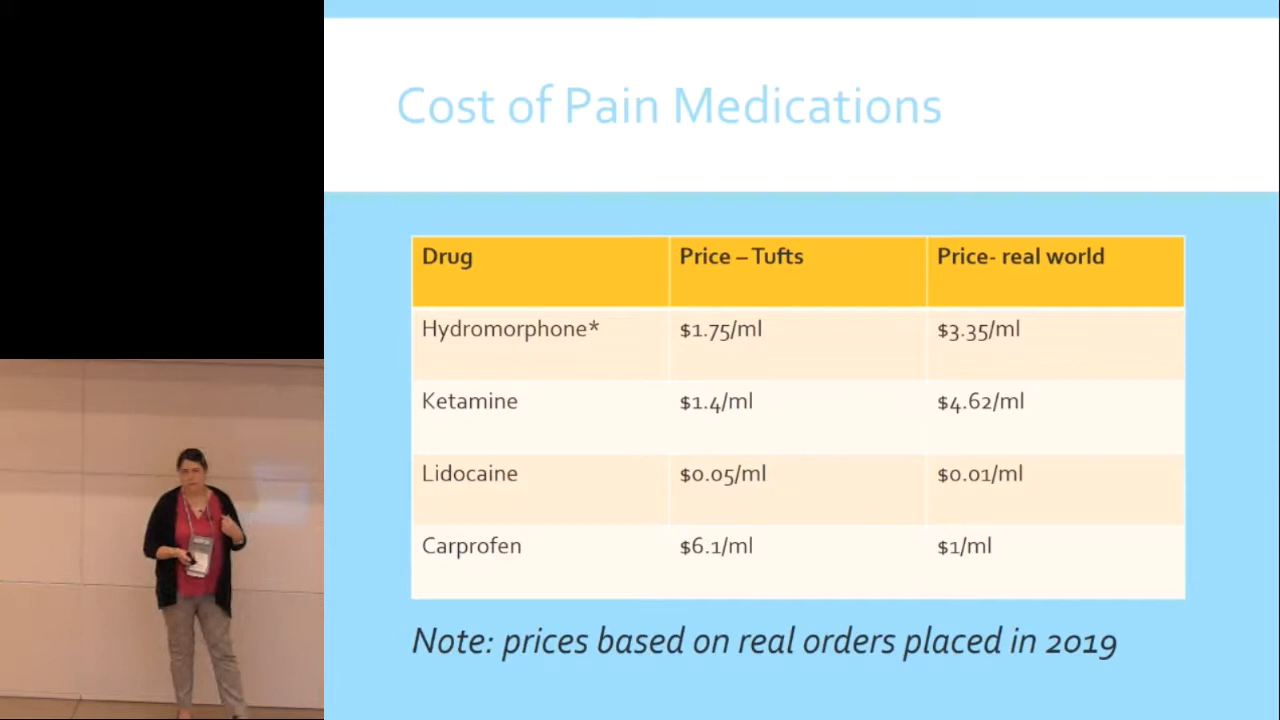 Cost of Pain Medications
Drug Price – Tufts Price- real world
Hydromorphone* $1.75/ml $3.35/ml
Ketamine $1.4/ml $4.62/ml
Lidocaine $0.05/ml $0.01/ml
Carprofen $6.1/ml $1/ml
Note: prices based on real orders placed in 2019